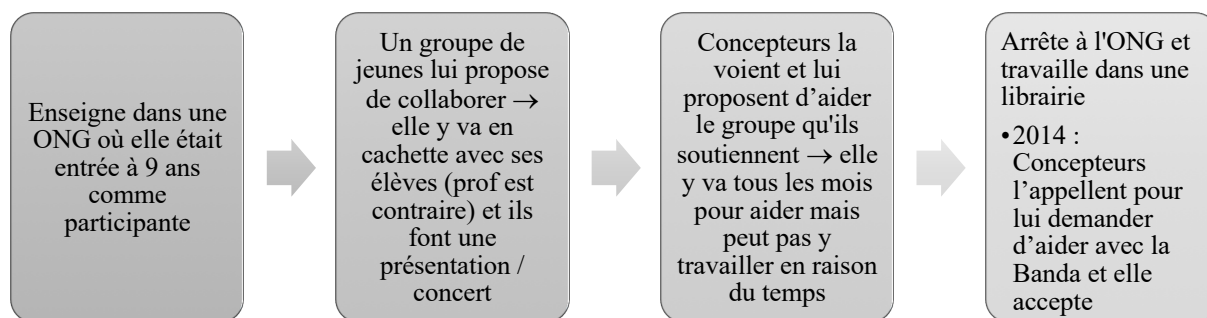 Enseigne dans une
ONG où elle était
entrée à 9 ans
comme
participante
Un groupe de
jeunes lui propose
de collaborer →
elle y va en
cachette avec ses
élèves (prof est
contraire) et ils
font une
présentation /
concert
Concepteurs la
voient et lui
proposent d’aider
le groupe qu'ils
soutiennent → elle
y va tous les mois
pour aider mais
peut pas y
travailler en raison
du temps
Arrête à l'ONG et
travaille dans une
librairie
•2014 :
Concepteurs
l’appellent pour
lui demander
d’aider avec la
Banda et elle
accepte